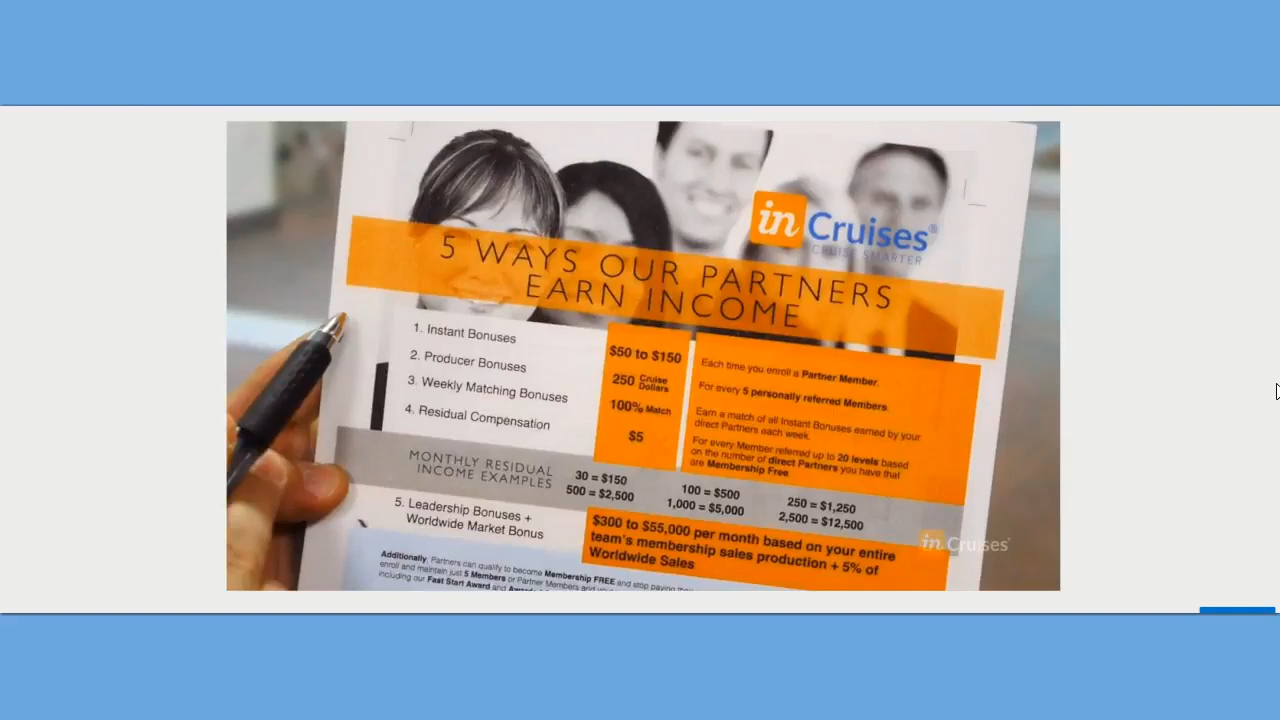 in Cruises®
CRUISE SMARTER
5 WAYS OUR PARTNERS
EARN INCOME
1. Instant Bonuses
$50 to $150
Each time you enroll a Partner Member.
2. Producer Bonuses
250 Cruise
Dollars
For every 5 personally referred Members.
3. Weekly Matching Bonuses
100% Match
Earn a match of all Instant Bonuses earned by your
direct Partners each week.
4. Residual Compensation
$5
For every Member referred up to 20 levels based
on the number of direct Partners you have that
are Membership Free.
MONTHLY RESIDUAL
INCOME EXAMPLES
30 = $150
500 = $2,500
100 = $500
1,000 = $5,000
250 = $1,250
2,500 = $12,500
5. Leadership Bonuses +
Worldwide Market Bonus
$300 to $55,000 per month based on your entire
team's membership sales production + 5% of
Worldwide Sales
in Cruises®
Additionally, Partners can qualify to become Membership FREE and stop paying
enroll and maintain just 5 Members or Partner Members and
including our Fast Start Award and